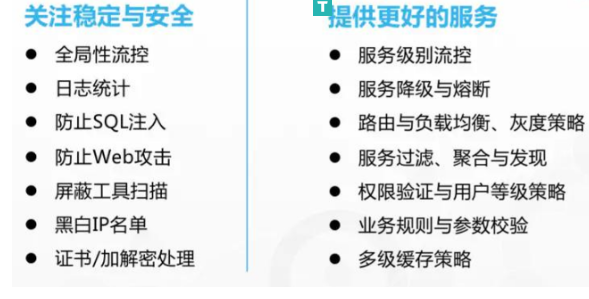 关注稳定与安全
全局性流控
日志统计
防止SQL注入
防止Web攻击
屏蔽工具扫描
黑白IP名单
证书/加解密处理
T
提供更好的服务
服务级别流控
服务降级与熔断
路由与负载均衡、灰度策略
服务过滤、聚合与发现
权限验证与用户等级策略
业务规则与参数校验
多级缓存策略